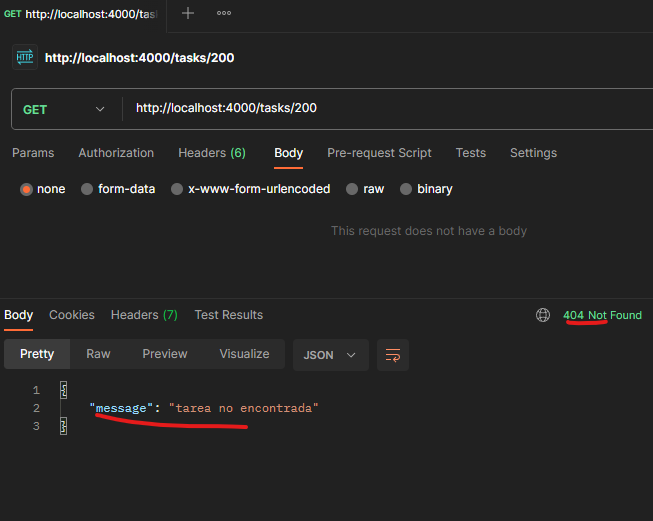 GET http://localhost:4000/tas
HTTP http://localhost:4000/tasks/200
GET http://localhost:4000/tasks/200
Params Authorization Headers (6) Body Pre-request Script Tests Settings
none form-data x-www-form-urlencoded raw binary
This request does not have a body
Body Cookies Headers (7) Test Results 404 Not Found
Pretty Raw Preview Visualize JSON
1 {
2 "message": "tarea no encontrada"
3 }